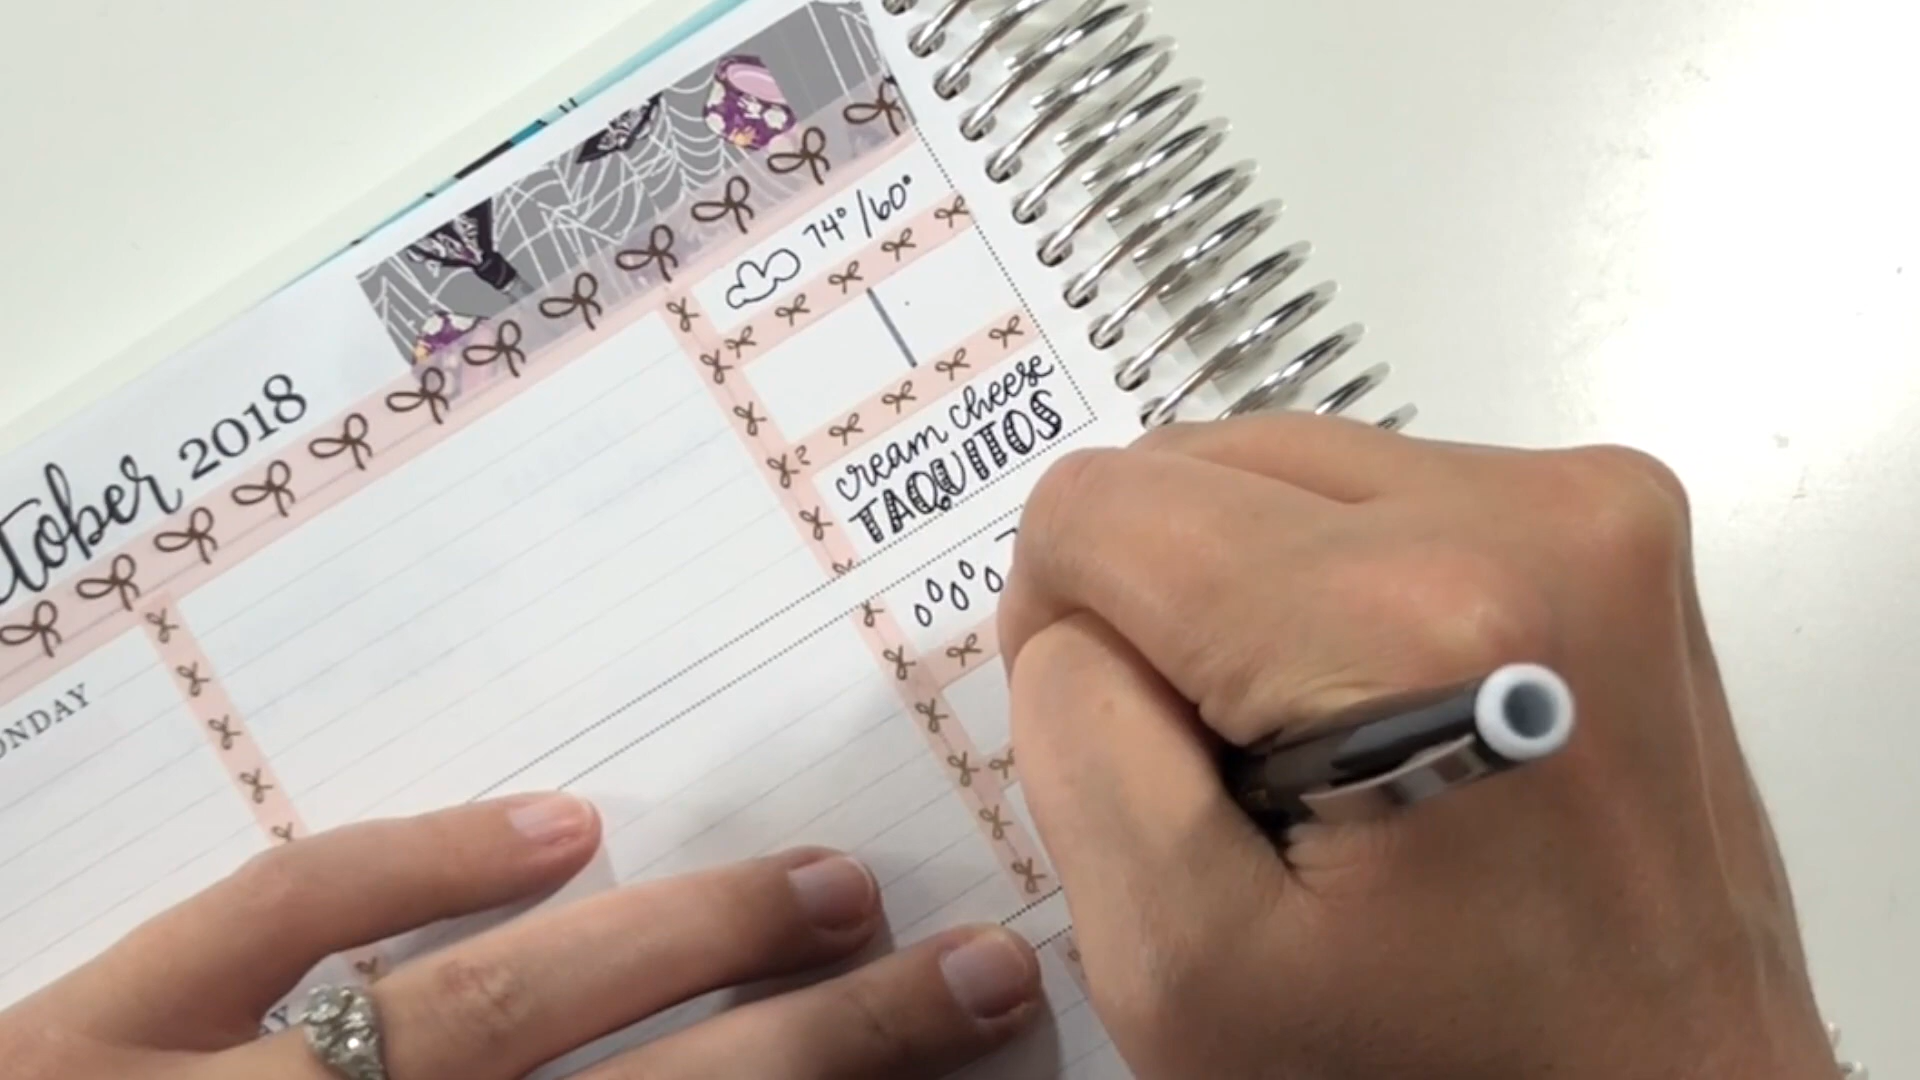 tober 2018
74°/60°
cream cheese
TAQUITOS
ONDAY